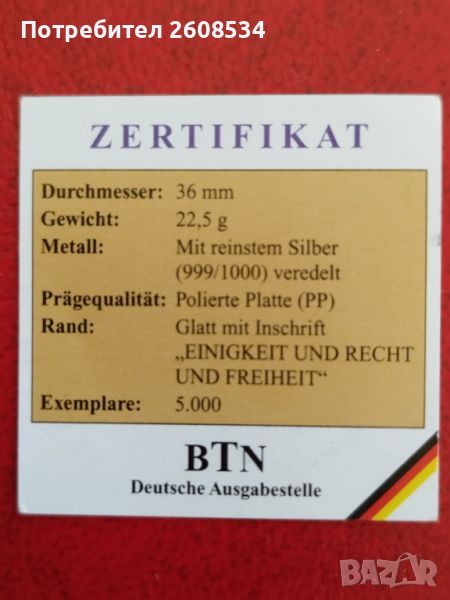 Потребител 2608534
ZERTIFIKAT
Durchmesser: 36 mm
Gewicht: 22,5 g
Metall: Mit reinstem Silber
(999/1000) veredelt
Prägequalität: Polierte Platte (PP)
Rand: Glatt mit Inschrift
„EINIGKEIT UND RECHT
UND FREIHEIT“
Exemplare: 5.000
BTN
Deutsche Ausgabestelle
BAZAR